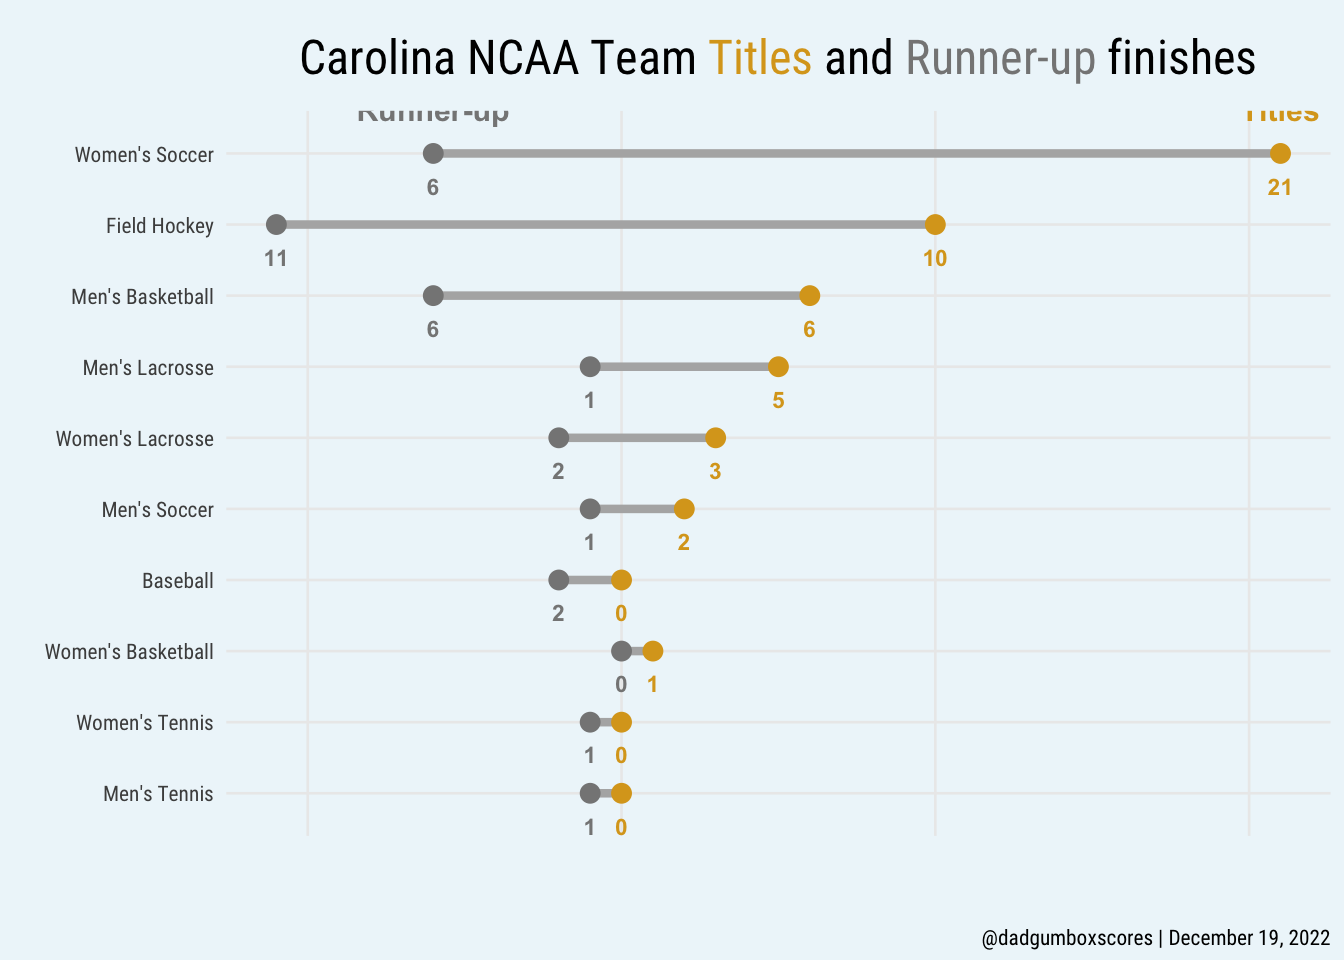 Carolina NCAA Team Titles and Runner-up finishes
Runner-up Titles
Women's Soccer
6 21
Field Hockey
11 10
Men's Basketball
6 6
Men's Lacrosse
1 5
Women's Lacrosse
2 3
Men's Soccer
1 2
Baseball
2 0
Women's Basketball
0 1
Women's Tennis
1 0
Men's Tennis
1 0
@dadgumboxscores | December 19, 2022